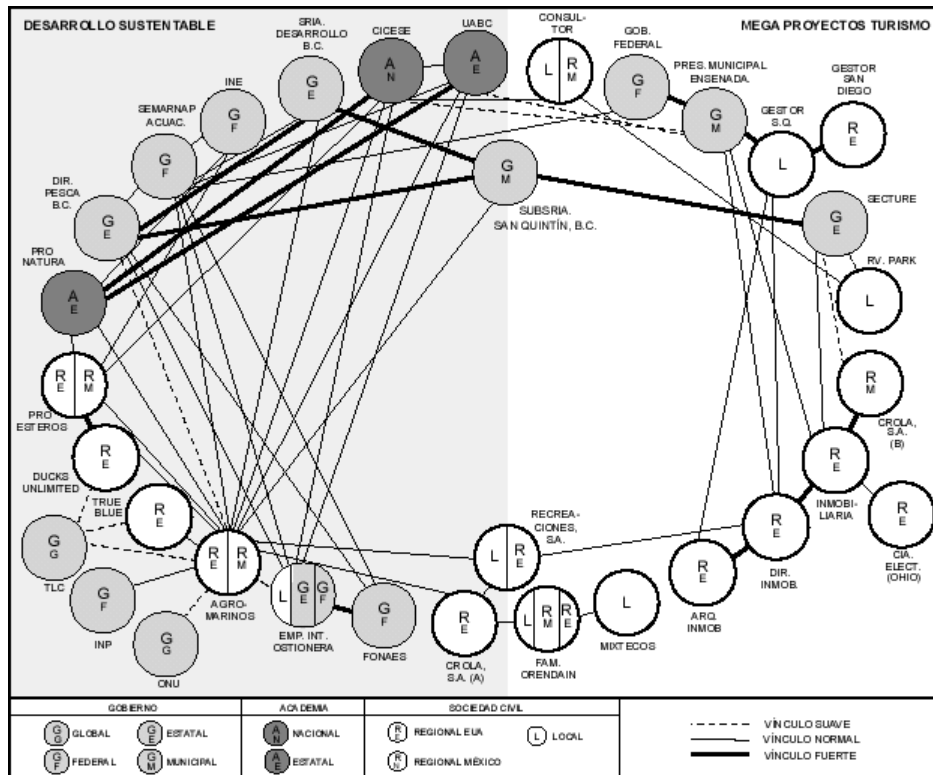 DESARROLLO SUSTENTABLE
MEGA PROYECTOS TURISMO
SRIA.
DESARROLLO
B.C.
G
E
CICESE
A
N
UABC
A
E
CONSUL-
TOR
L
R
M
GOB.
FEDERAL
G
F
PRES. MUNICIPAL
ENSENADA.
G
M
GESTOR
S.Q.
L
GESTOR
SAN
DIEGO
R
E
INE
G
F
SEMARNAP
ACUAC.
G
F
DIR.
PESCA
B.C.
G
E
PRO
NATURA
A
E
G
M
SUBSRIA.
SAN QUINTÍN, B.C.
SECTURE
G
E
RV. PARK
L
R
E
R
M
PRO
ESTEROS
R
M
CROLA,
S.A.
(B)
R
E
DUCKS
UNLIMITED
R
E
INMOBI-
LIARIA
TRUE
BLUE
R
E
R
E
CIA.
ELECT.
(OHIO)
G
G
TLC
R
E
R
M
AGRO-
MARINOS
RECREA-
CIONES,
S.A.
L
R
E
R
E
DIR.
INMOB.
R
E
ARQ.
INMOB
G
F
INP
G
G
ONU
L
G
E
G
F
EMP. INT.
OSTIONERA
G
F
FONAES
R
E
CROLA,
S.A. (A)
L
R
M
R
E
FAM.
ORENDAIN
L
MIXTECOS
GOBIERNO
ACADEMIA
SOCIEDAD CIVIL
G
G
GLOBAL
G
E
ESTATAL
A
N
NACIONAL
R
E
REGIONAL EUA
L
LOCAL
G
F
FEDERAL
G
M
MUNICIPAL
A
E
ESTATAL
R
REGIONAL MÉXICO
VÍNCULO SUAVE
VÍNCULO NORMAL
VÍNCULO FUERTE